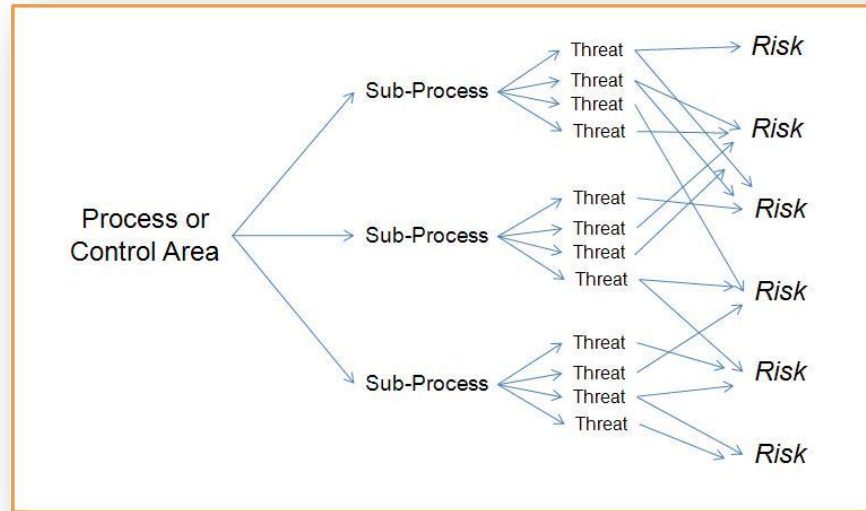 Process or
Control Area
Sub-Process
Sub-Process
Sub-Process
Threat
Threat
Threat
Threat
Threat
Threat
Threat
Threat
Threat
Threat
Threat
Threat
Risk
Risk
Risk
Risk
Risk
Risk